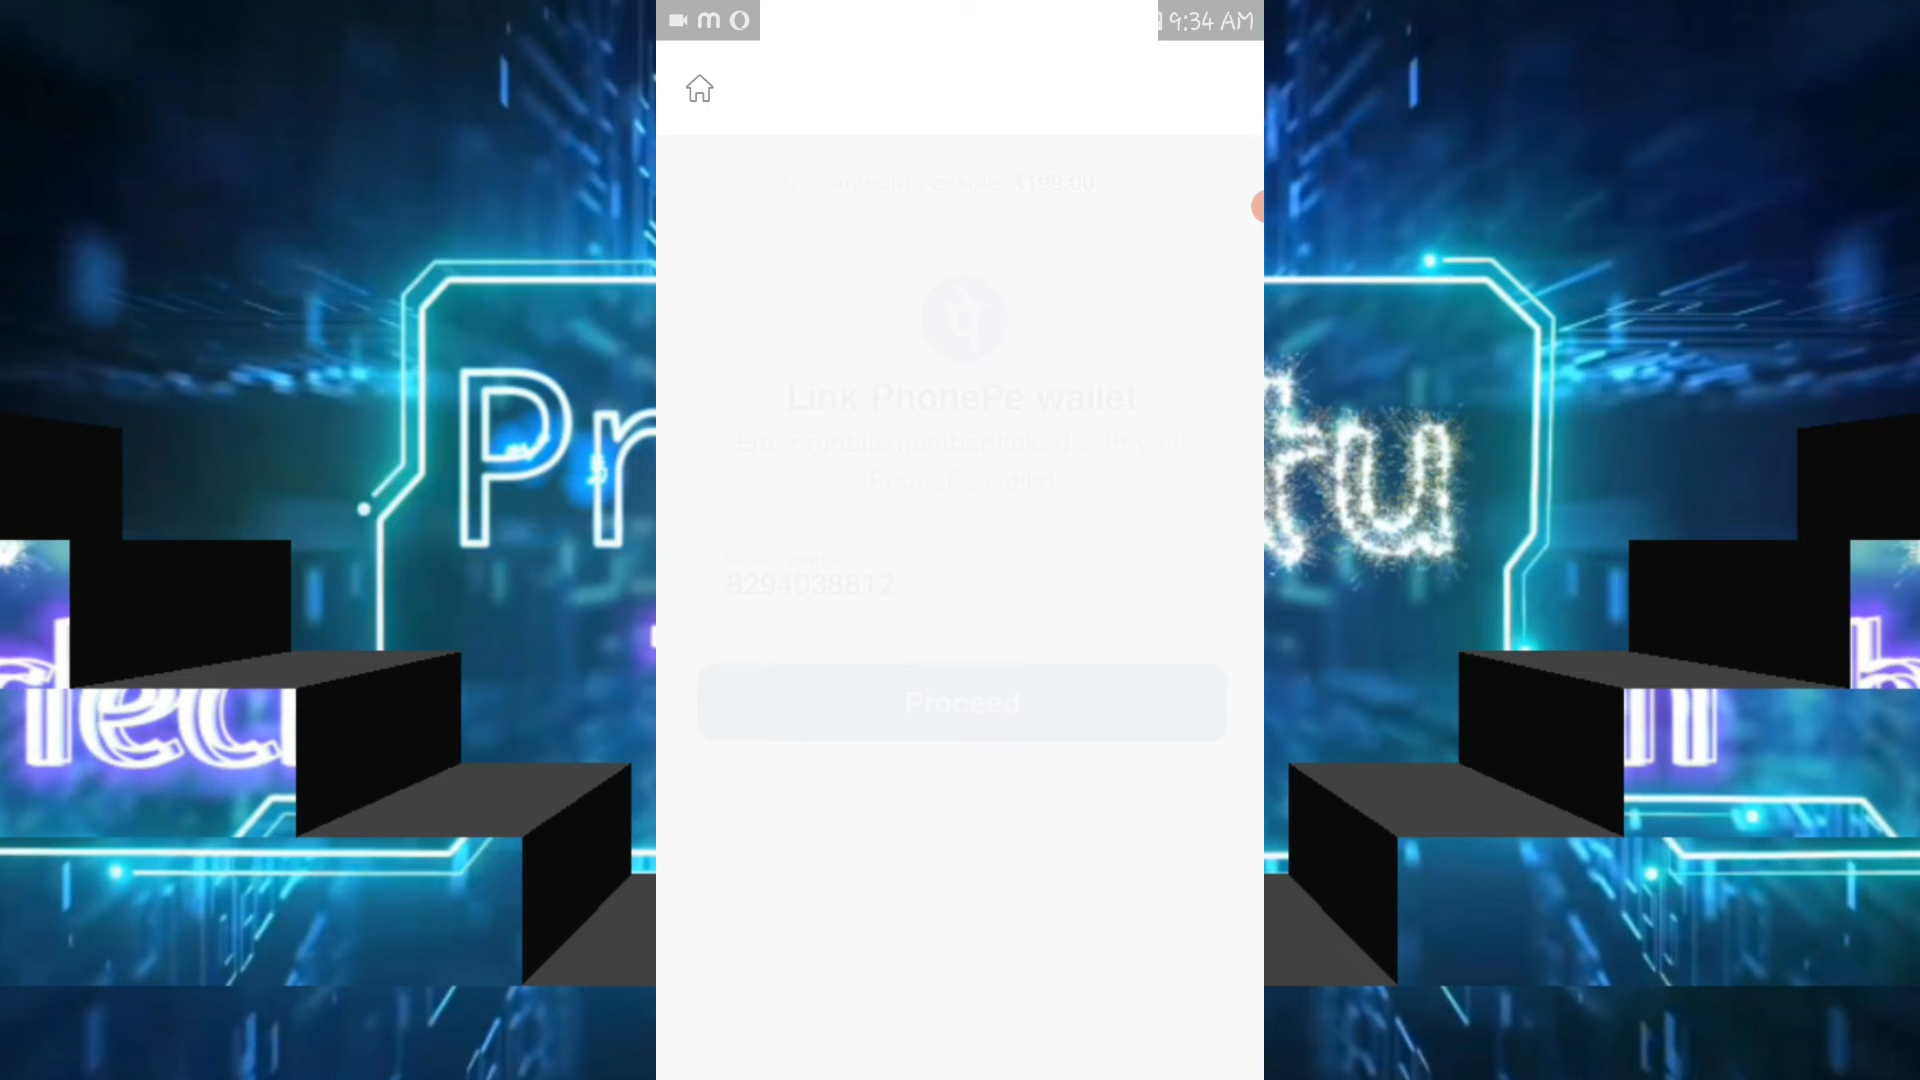 9:34 AM
Amount Payable: ₹199.00
Link PhonePe wallet
Enter mobile number linked with your
PhonePe wallet
8294038812
Proceed
Pr
tu